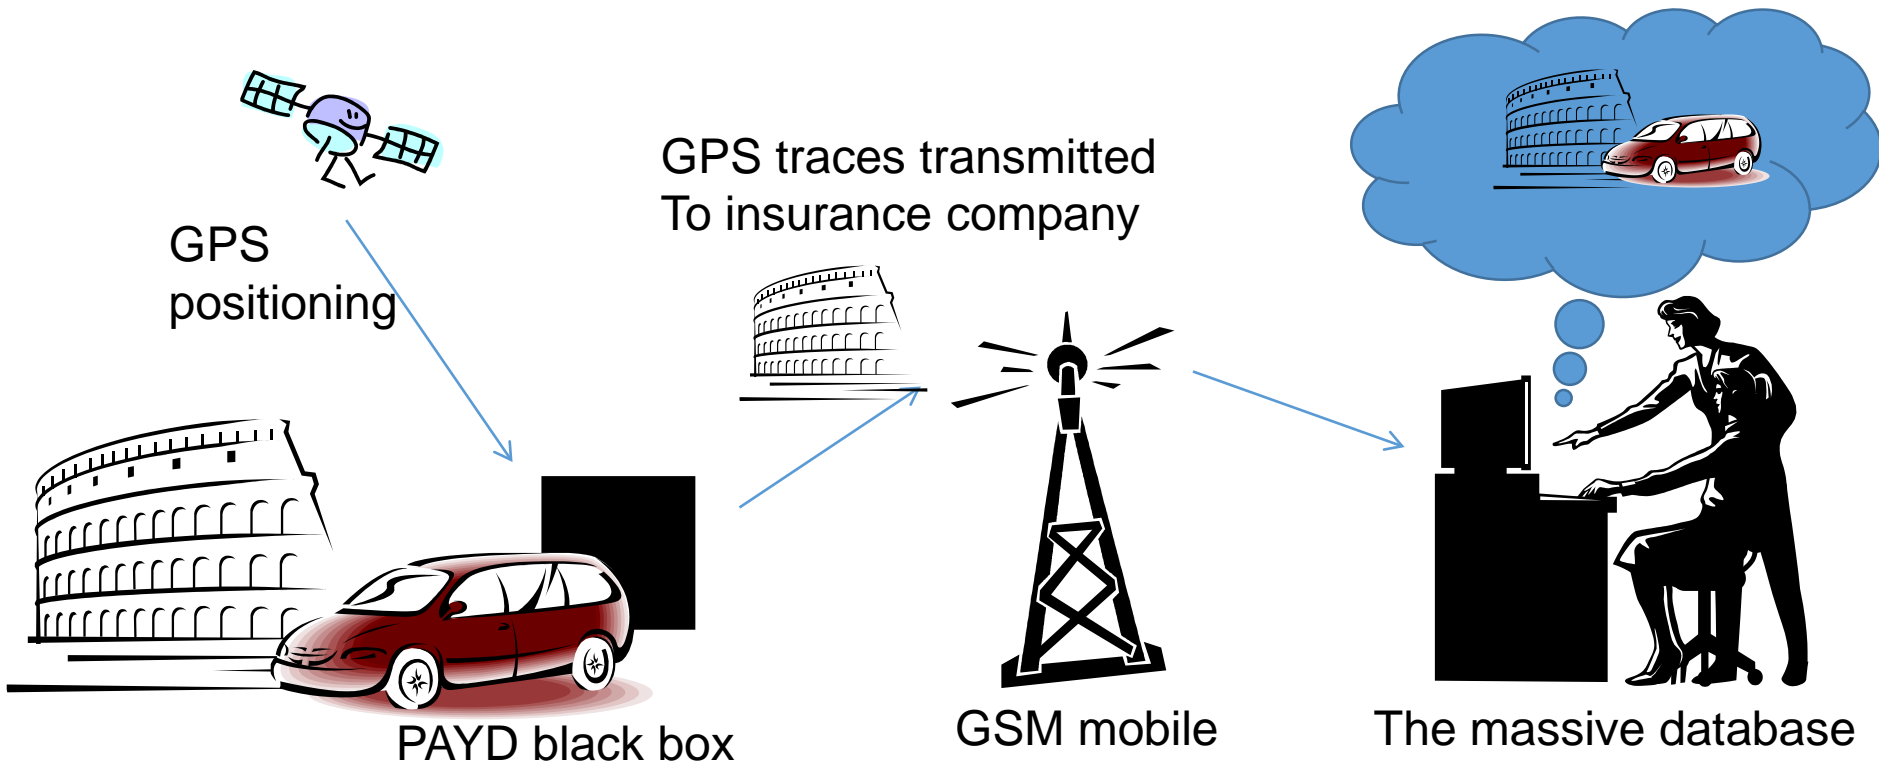 GPS
positioning
GPS traces transmitted
To insurance company
PAYD black box
GSM mobile
The massive database